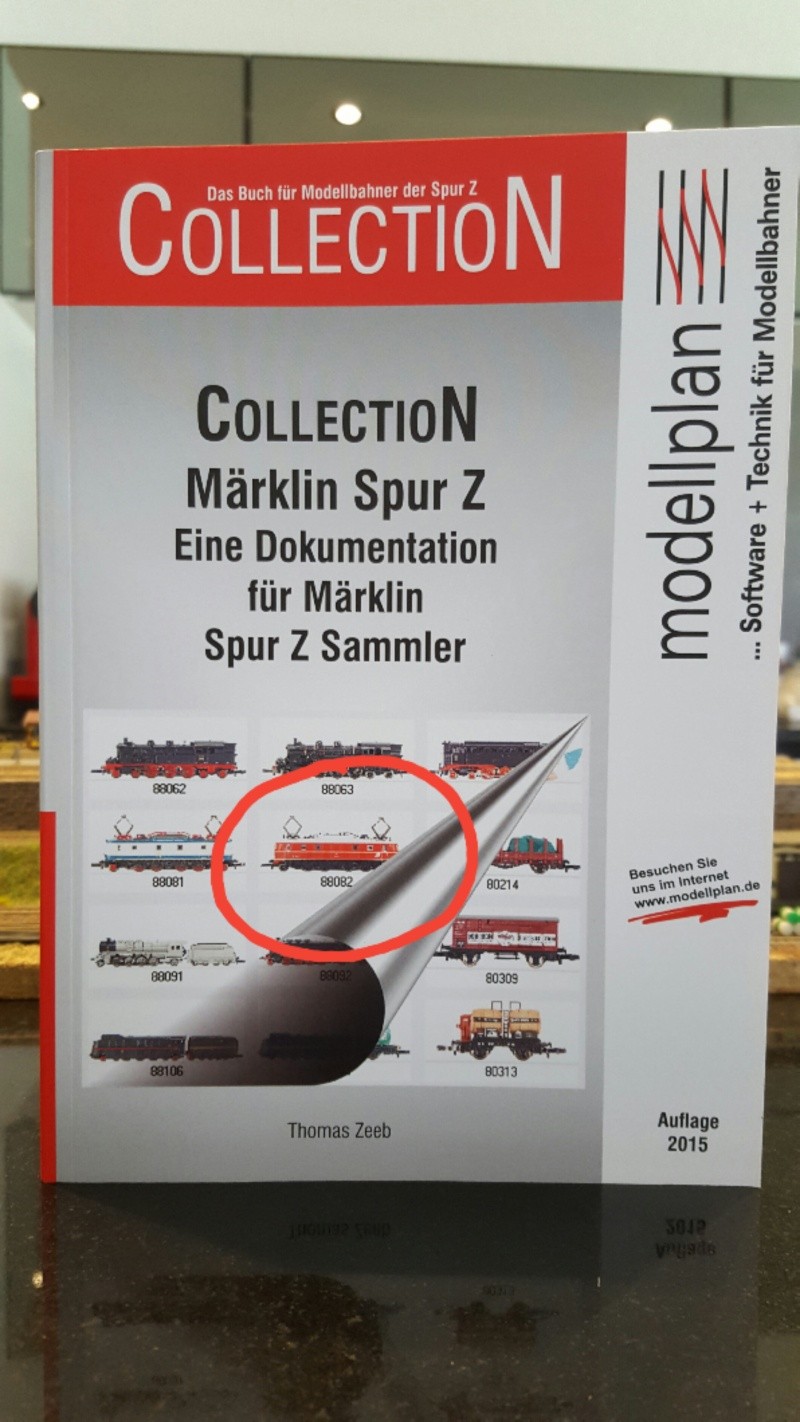 Das Buch für Modellbahner der Spur Z
COLLECTION
COLLECTION
Märklin Spur Z
Eine Dokumentation
für Märklin
Spur Z Sammler
88062
88063
88081
88082
80214
88091
88092
80309
88106
80313
Thomas Zeeb
modellplan
... Software + Technik für Modellbahner
Besuchen Sie
uns im Internet
www.modellplan.de
Auflage
2015